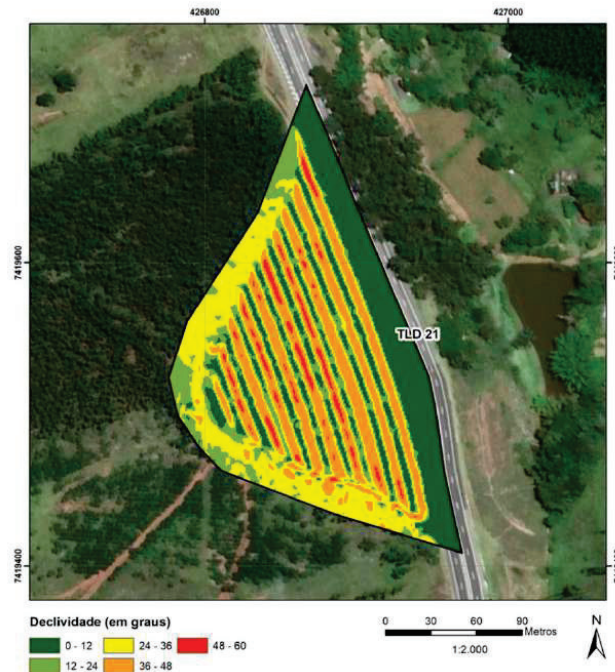 426800 427000
7419600
TLD 21
7419400
Declividade (em graus)
0 - 12 24 - 36 48 - 60
12 - 24 36 - 48
0 30 60 90 Metros
1:2.000
N